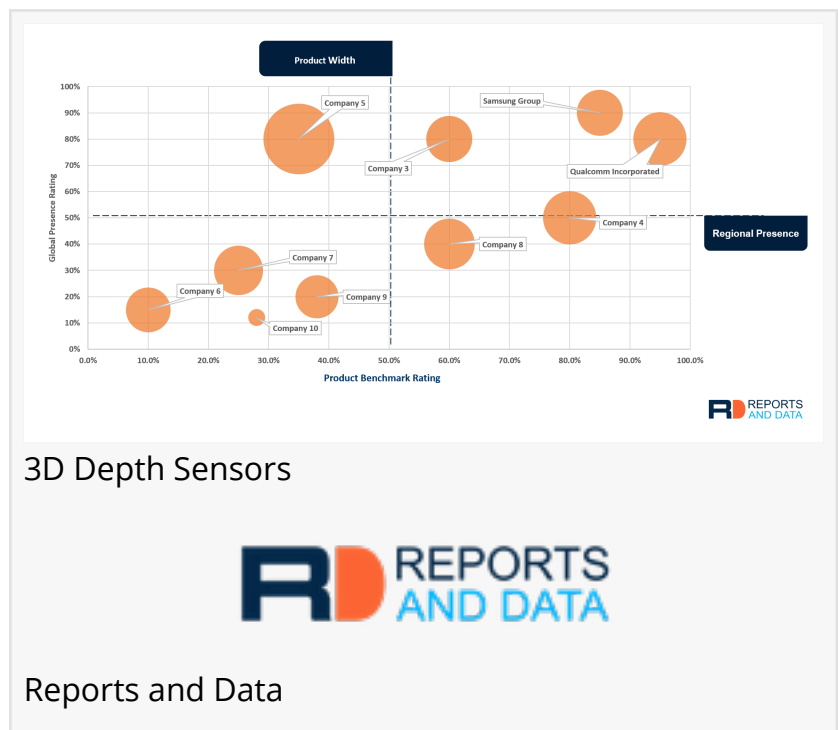 Product Width
100%
90%
80%
70%
60%
50%
40%
30%
20%
10%
0%
Global Presence Rating
Company 5
Samsung Group
Company 3
Qualcomm Incorporated
Company 4
Regional Presence
Company 8
Company 7
Company 6
Company 9
Company 10
0.0% 10.0% 20.0% 30.0% 40.0% 50.0% 60.0% 70.0% 80.0% 90.0% 100.0%
Product Benchmark Rating
RD REPORTS
AND DATA
3D Depth Sensors
RD REPORTS
AND DATA
Reports and Data